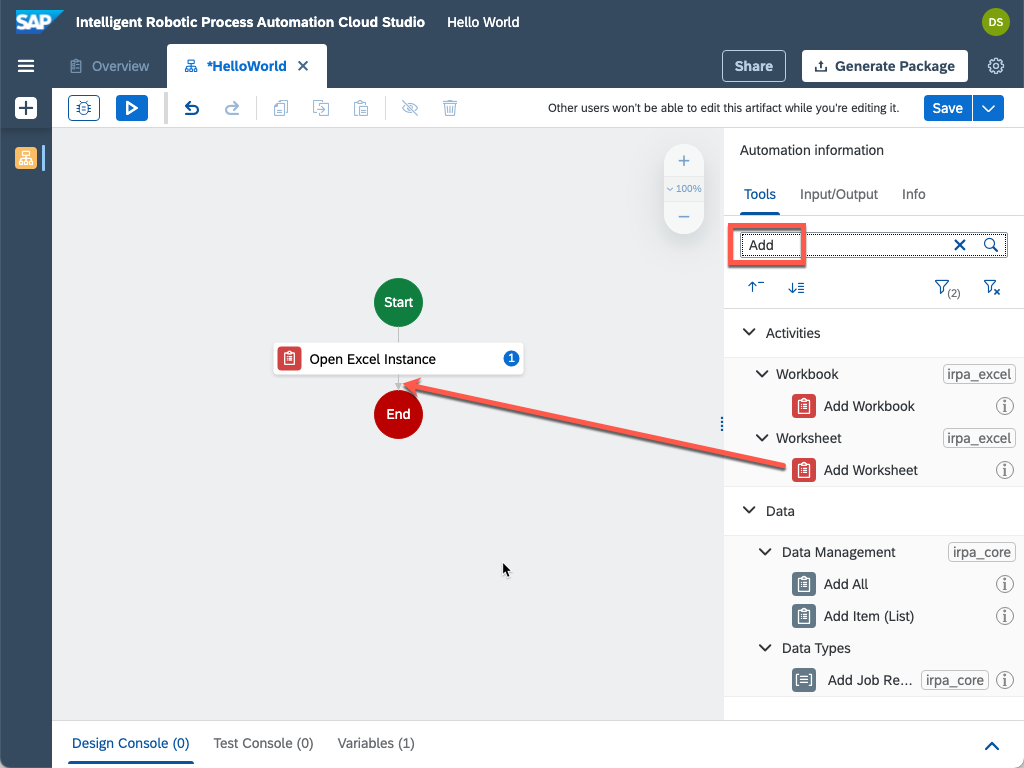 SAP Intelligent Robotic Process Automation Cloud Studio Hello World DS
Overview *HelloWorld Share Generate Package
Other users won't be able to edit this artifact while you're editing it. Save
Automation information
100%
Tools Input/Output Info
Add
(2)
Start
Activities
Open Excel Instance 1
Workbook irpa_excel
Add Workbook
End
Worksheet irpa_excel
Add Worksheet
Data
Data Management irpa_core
Add All
Add Item (List)
Data Types
Add Job Re... irpa_core
Design Console (0) Test Console (0) Variables (1)